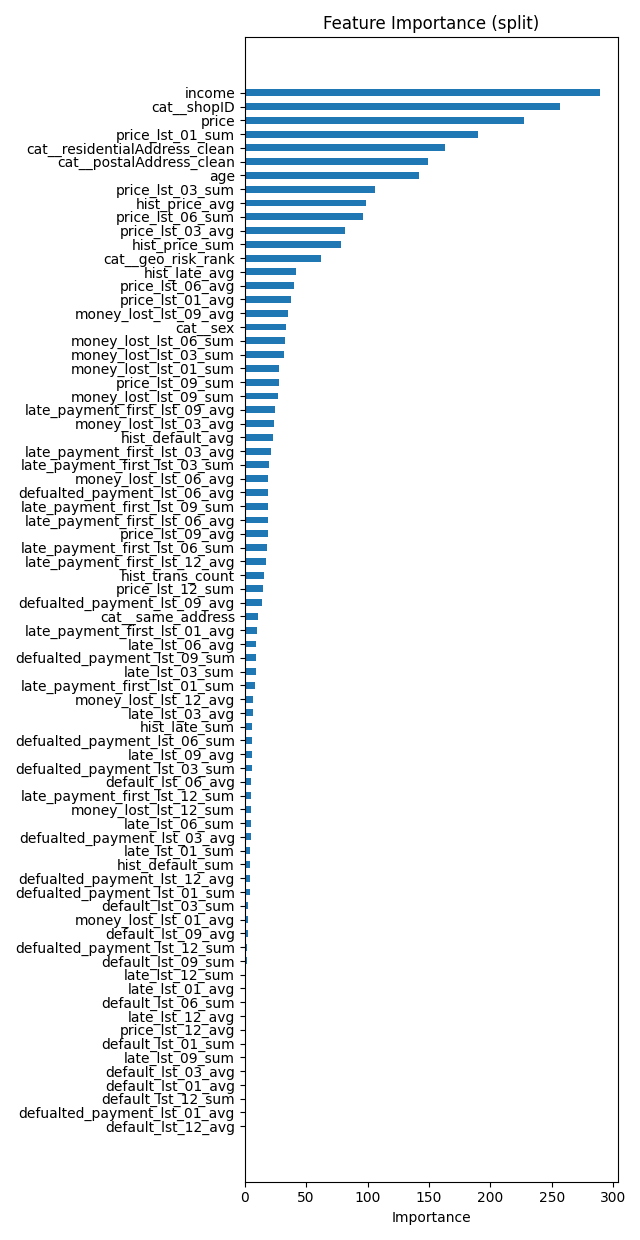 Feature Importance (split)
income
cat__shopID
price
price_lst_01_sum
cat__residentialAddress_clean
cat__postalAddress_clean
age
price_lst_03_sum
hist_price_avg
price_lst_06_sum
price_lst_03_avg
hist_price_sum
cat__geo_risk_rank
hist_late_avg
price_lst_06_avg
price_lst_01_avg
money_lost_lst_09_avg
cat__sex
money_lost_lst_06_sum
money_lost_lst_03_sum
money_lost_lst_01_sum
price_lst_09_sum
money_lost_lst_09_sum
late_payment_first_lst_09_avg
money_lost_lst_03_avg
hist_default_avg
late_payment_first_lst_03_avg
late_payment_first_lst_03_sum
money_lost_lst_06_avg
defualted_payment_lst_06_avg
late_payment_first_lst_09_sum
late_payment_first_lst_06_avg
price_lst_09_avg
late_payment_first_lst_06_sum
late_payment_first_lst_12_avg
hist_trans_count
price_lst_12_sum
defualted_payment_lst_09_avg
cat__same_address
late_payment_first_lst_01_avg
late_lst_06_avg
defualted_payment_lst_09_sum
late_lst_03_sum
late_payment_first_lst_01_sum
money_lost_lst_12_avg
late_lst_03_avg
hist_late_sum
defualted_payment_lst_06_sum
late_lst_09_avg
defualted_payment_lst_03_sum
default_lst_06_avg
late_payment_first_lst_12_sum
money_lost_lst_12_sum
late_lst_06_sum
defualted_payment_lst_03_avg
late_lst_01_sum
hist_default_sum
defualted_payment_lst_12_avg
defualted_payment_lst_01_sum
default_lst_03_sum
money_lost_lst_01_avg
default_lst_09_avg
defualted_payment_lst_12_sum
default_lst_09_sum
late_lst_12_sum
late_lst_01_avg
default_lst_06_sum
late_lst_12_avg
price_lst_12_avg
default_lst_01_sum
late_lst_09_sum
default_lst_03_avg
default_lst_01_avg
default_lst_12_sum
defualted_payment_lst_01_avg
default_lst_12_avg
0 50 100 150 200 250 300
Importance